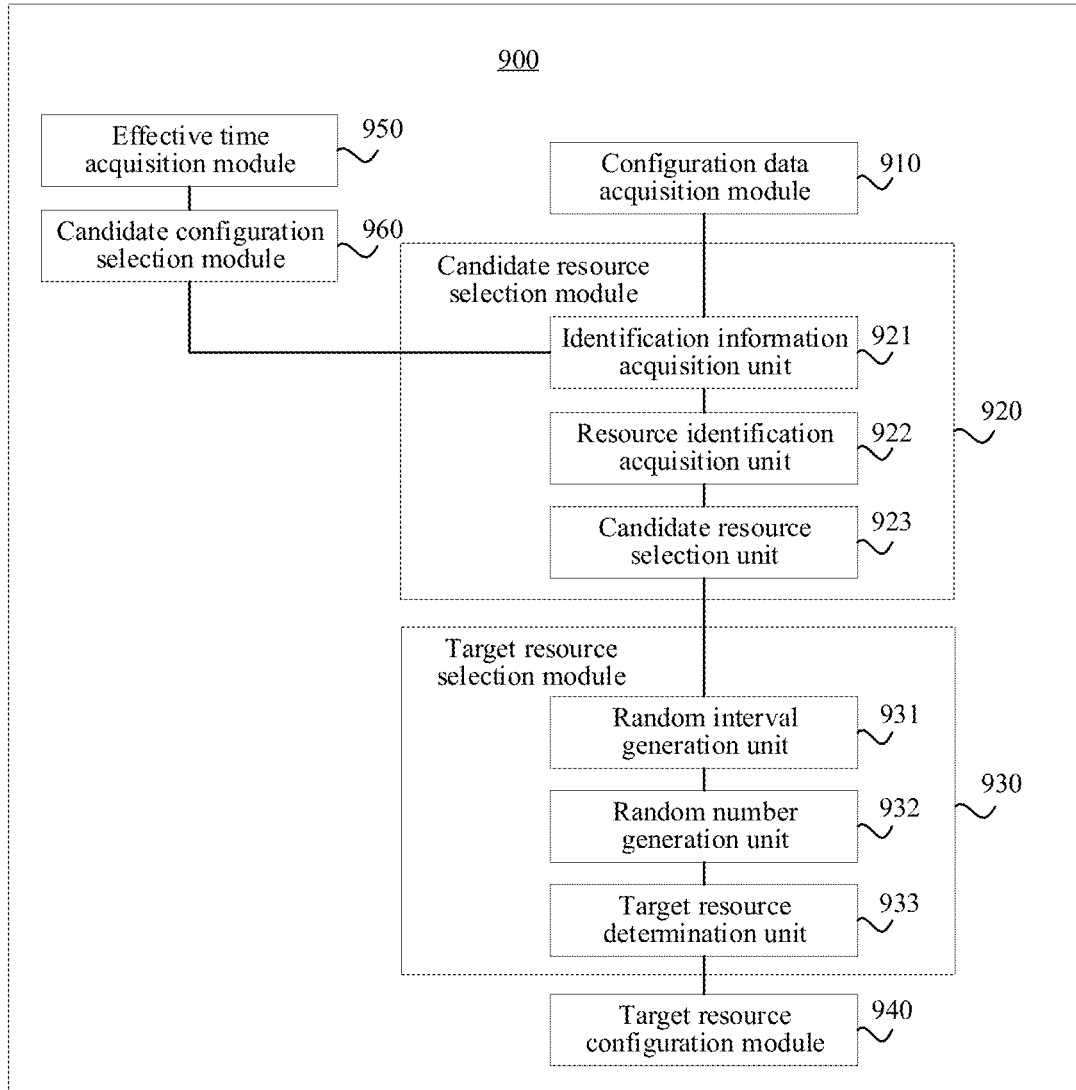 900
Effective time
acquisition module
950
Configuration data
acquisition module
910
Candidate configuration
selection module
960
Candidate resource
selection module
Identification information
acquisition unit
921
920
Resource identification
acquisition unit
922
Candidate resource
selection unit
923
Target resource
selection module
Random interval
generation unit
931
930
Random number
generation unit
932
Target resource
determination unit
933
Target resource
configuration module
940